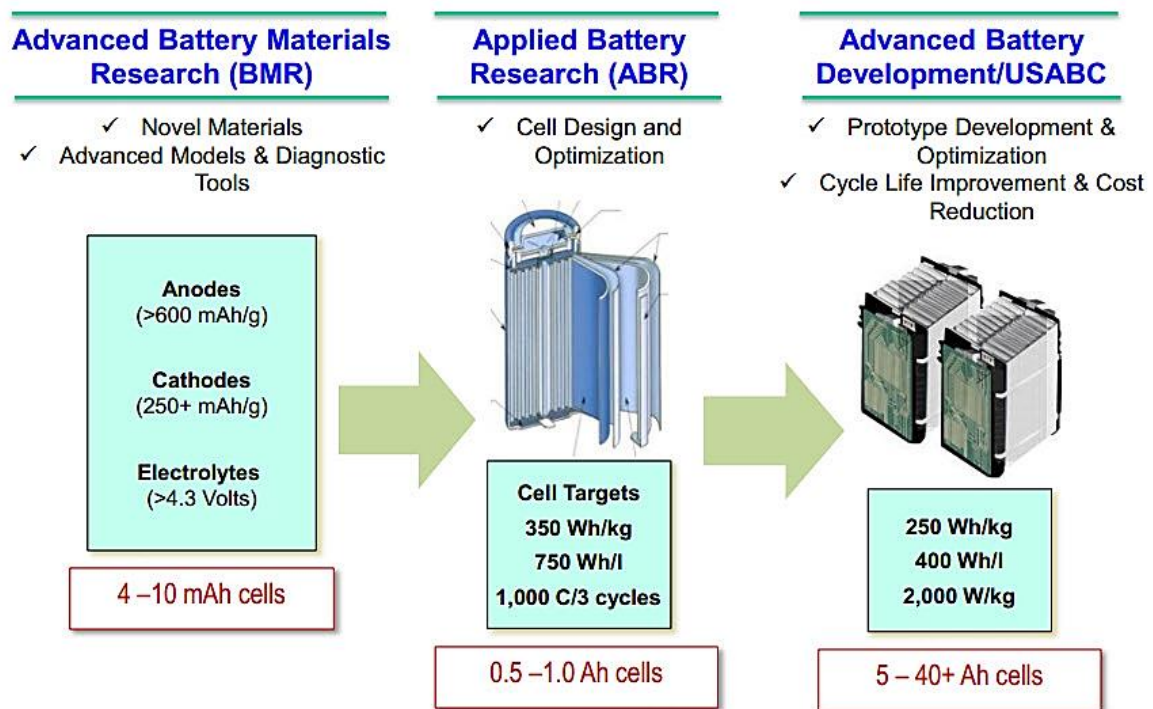 Advanced Battery Materials
Research (BMR)
✓ Novel Materials
✓ Advanced Models & Diagnostic
Tools
Anodes
(>600 mAh/g)
Cathodes
(250+ mAh/g)
Electrolytes
(>4.3 Volts)
4 –10 mAh cells
Applied Battery
Research (ABR)
✓ Cell Design and
Optimization
Cell Targets
350 Wh/kg
750 Wh/l
1,000 C/3 cycles
0.5 –1.0 Ah cells
Advanced Battery
Development/USABC
✓ Prototype Development &
Optimization
✓ Cycle Life Improvement & Cost
Reduction
250 Wh/kg
400 Wh/l
2,000 W/kg
5 – 40+ Ah cells